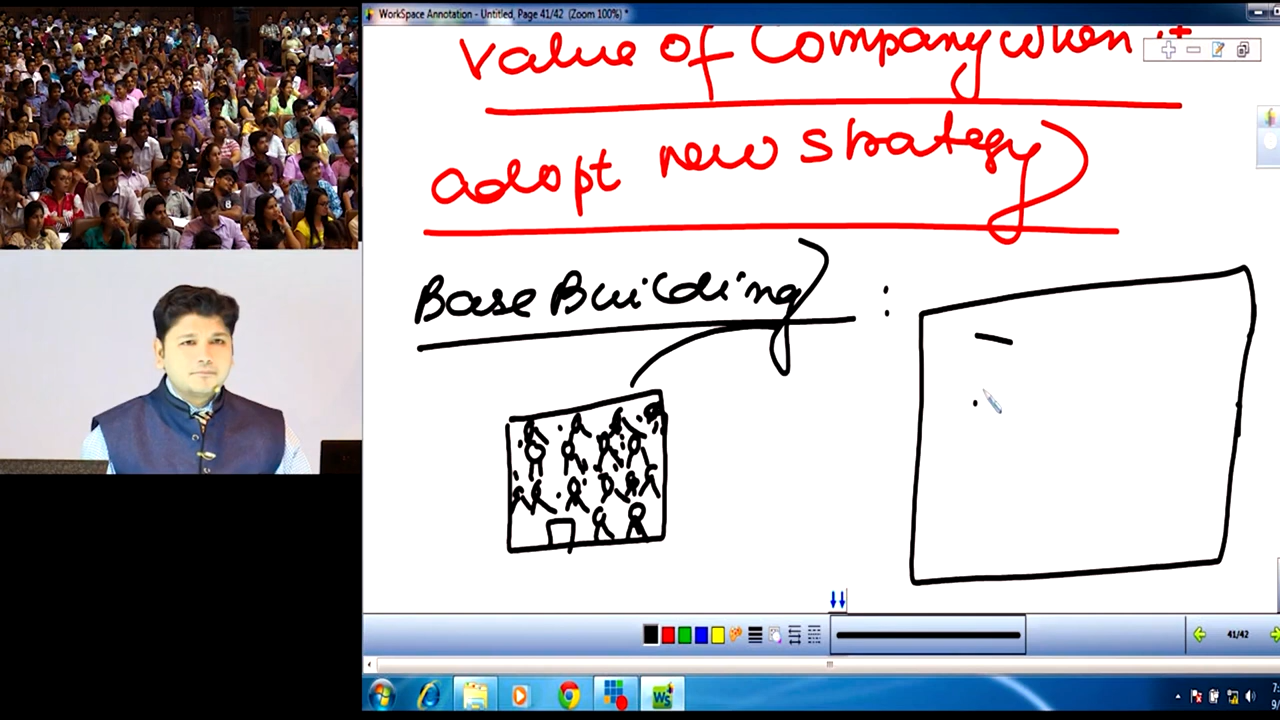 WorkSpace Annotation - Untitled, Page 41/42 (Zoom 100%) *
Value of Company when it
adopt new strategy
Base Building :
41/42